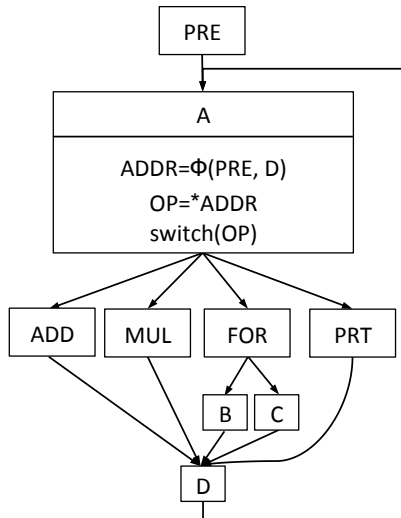 PRE
A
ADDR=Φ(PRE, D)
OP=*ADDR
switch(OP)
ADD
MUL
FOR
PRT
B
C
D